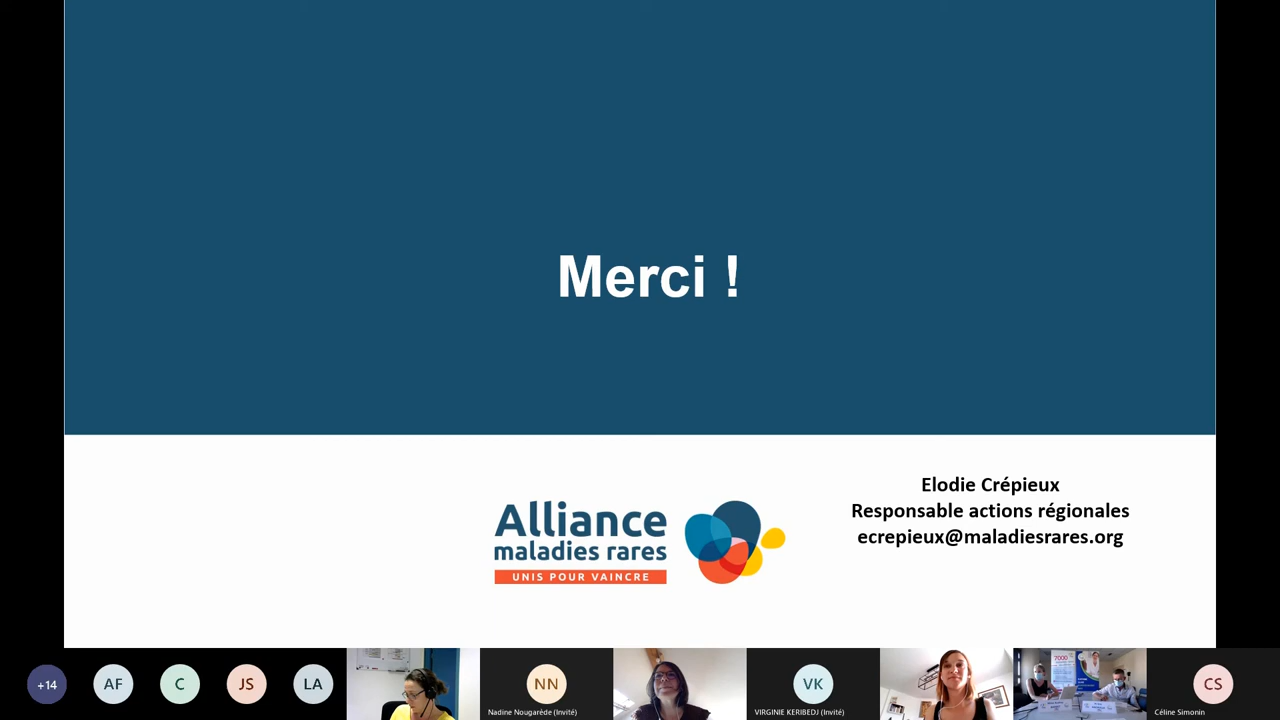 Merci !
Elodie Crépieux
Responsable actions régionales
ecrepieux@maladiesrares.org
Alliance
maladies rares
UNIS POUR VAINCRE
+14
AF
C
JS
LA
NN
Nadine Nougarède (Invité)
VK
VIRGINIE KERIBEDJ (Invité)
7000
CS
Céline Simonin